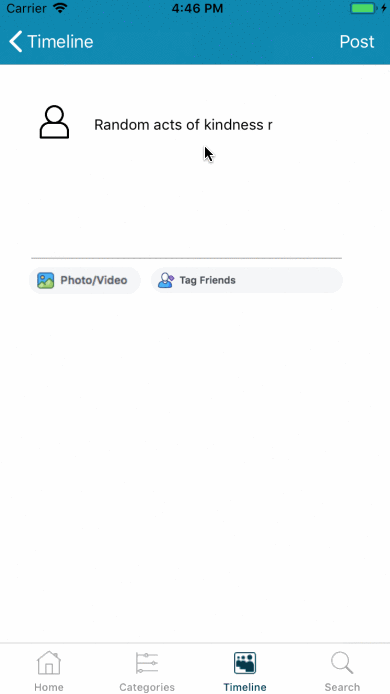 Carrier 4:46 PM
Timeline Post
Random acts of kindness r
Photo/Video Tag Friends
Home Categories Timeline Search